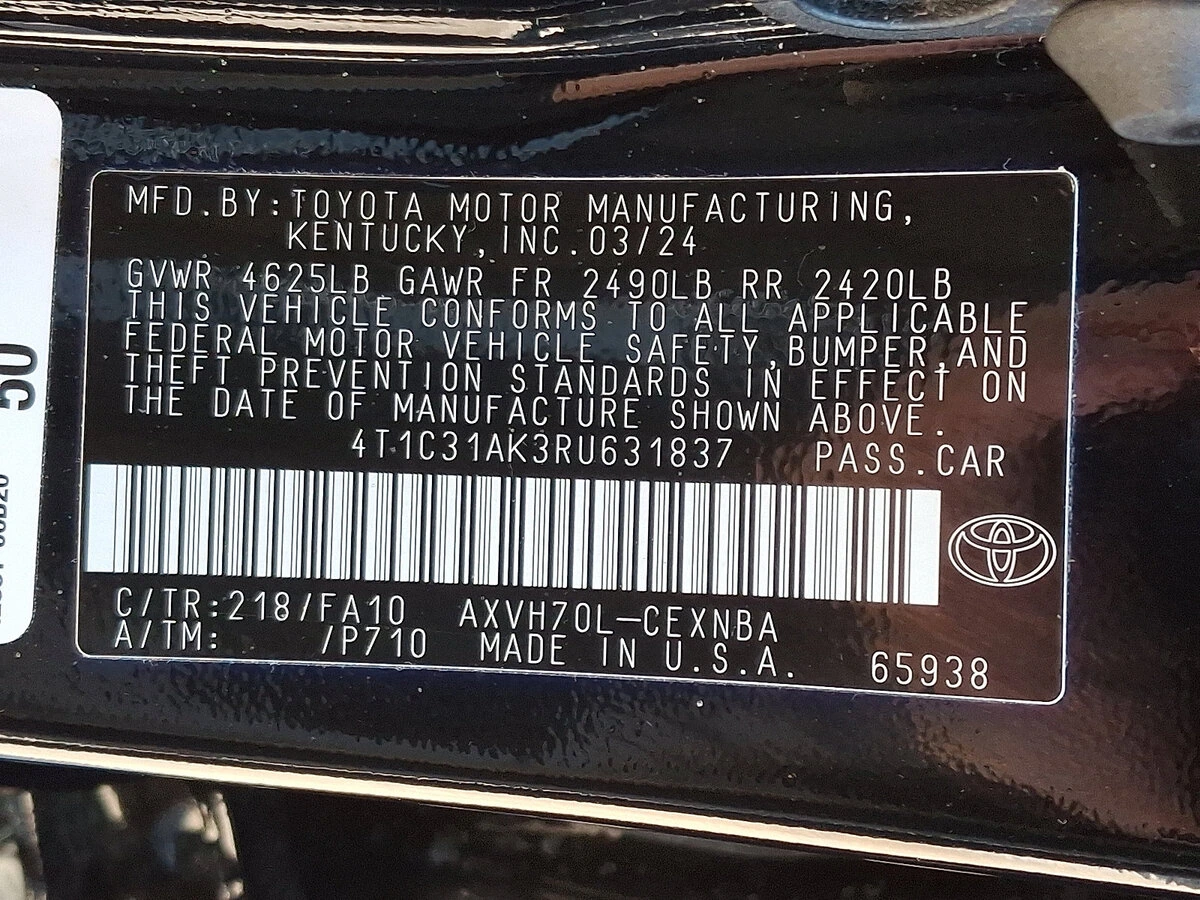 MFD.BY:TOYOTA MOTOR MANUFACTURING,
KENTUCKY,INC.03/24
GVWR 4625LB GAWR FR 2490LB RR 2420LB
THIS VEHICLE CONFORMS TO ALL APPLICABLE
FEDERAL MOTOR VEHICLE SAFETY,BUMPER,AND
THEFT PREVENTION STANDARDS IN EFFECT ON
THE DATE OF MANUFACTURE SHOWN ABOVE.
4T1C31AK3RU631837 PASS.CAR
C/TR:218/FA10 AXVH70L-CEXNBA
A/TM: /P710 MADE IN U.S.A. 65938
50